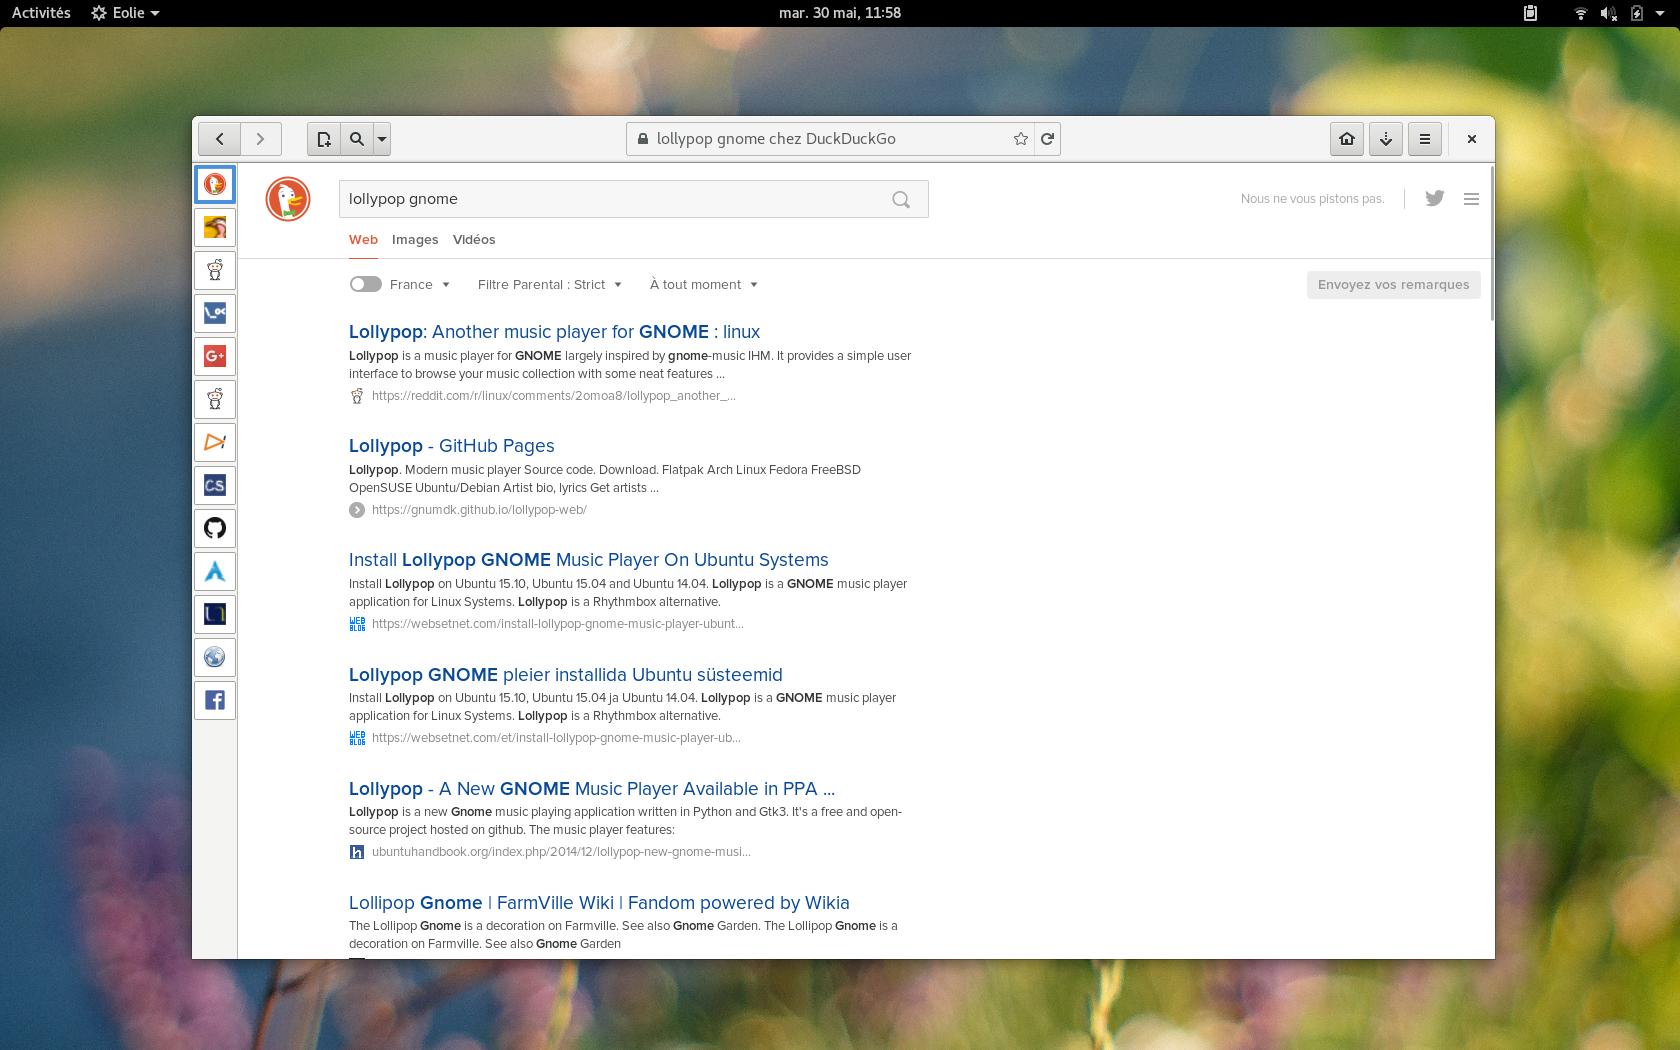 Activités Eolie mar. 30 mai, 11:58
lollypop gnome chez DuckDuckGo
lollypop gnome
Nous ne vous pistons pas.
Web Images Vidéos
France Filtre Parental : Strict À tout moment Envoyez vos remarques
Lollypop: Another music player for GNOME : linux
Lollypop is a music player for GNOME largely inspired by gnome-music IHM. It provides a simple user
interface to browse your music collection with some neat features ...
https://reddit.com/r/linux/comments/2omoa8/lollypop_another_...
Lollypop - GitHub Pages
Lollypop. Modern music player Source code. Download. Flatpak Arch Linux Fedora FreeBSD
OpenSUSE Ubuntu/Debian Artist bio, lyrics Get artists ...
https://gnumdk.github.io/lollypop-web/
Install Lollypop GNOME Music Player On Ubuntu Systems
Install Lollypop on Ubuntu 15.10, Ubuntu 15.04 and Ubuntu 14.04. Lollypop is a GNOME music player
application for Linux Systems. Lollypop is a Rhythmbox alternative.
WEB
BLOG
https://websetnet.com/install-lollypop-gnome-music-player-ubunt...
Lollypop GNOME pleier installida Ubuntu süsteemid
Install Lollypop on Ubuntu 15.10, Ubuntu 15.04 ja Ubuntu 14.04. Lollypop is a GNOME music player
application for Linux Systems. Lollypop is a Rhythmbox alternative.
WEB
BLOG
https://websetnet.com/et/install-lollypop-gnome-music-player-ub...
Lollypop - A New GNOME Music Player Available in PPA ...
Lollypop is a new Gnome music playing application written in Python and Gtk3. It's a free and open-
source project hosted on github. The music player features:
h ubuntuhandbook.org/index.php/2014/12/lollypop-new-gnome-musi...
Lollipop Gnome | FarmVille Wiki | Fandom powered by Wikia
The Lollipop Gnome is a decoration on Farmville. See also Gnome Garden. The Lollipop Gnome is a
decoration on Farmville. See also Gnome Garden
G+
CS
f